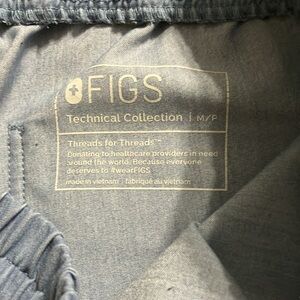 FIGS
Technical Collection | M/P
Threads for Threads™
Donating to healthcare providers in need
around the world. Because everyone
deserves to #wearFIGS
made in vietnam · fabriqué au vietnam